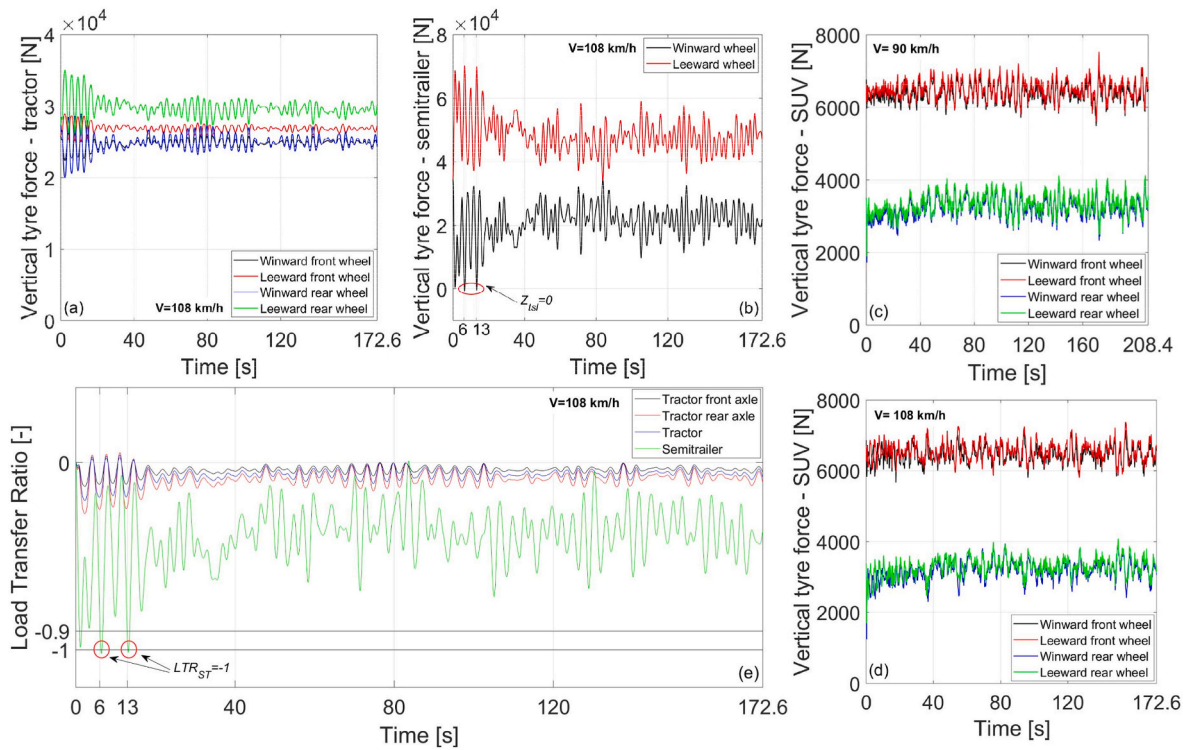 ×10⁴
Vertical tyre force - tractor [N]
4
3
2
1
0
0
40
80
120
172.6
Time [s]
(a)
V=108 km/h
Winward front wheel
Leeward front wheel
Winward rear wheel
Leeward rear wheel
×10⁴
Vertical tyre force - semitrailer [N]
8
6
4
2
0
V=108 km/h
Winward wheel
Leeward wheel
Z_tsl=0
(b)
0
6
13
40
80
120
172.6
Time [s]
Vertical tyre force - SUV [N]
8000
6000
4000
2000
0
V= 90 km/h
Winward front wheel
Leeward front wheel
Winward rear wheel
Leeward rear wheel
(c)
0
40
80
120
160
208.4
Time [s]
Load Transfer Ratio [-]
0
-0.9
-1
V=108 km/h
Tractor front axle
Tractor rear axle
Tractor
Semitrailer
LTR_ST=-1
(e)
0
6
13
40
80
120
172.6
Time [s]
Vertical tyre force - SUV [N]
8000
6000
4000
2000
0
V= 108 km/h
Winward front wheel
Leeward front wheel
Winward rear wheel
Leeward rear wheel
(d)
0
40
80
120
172.6
Time [s]